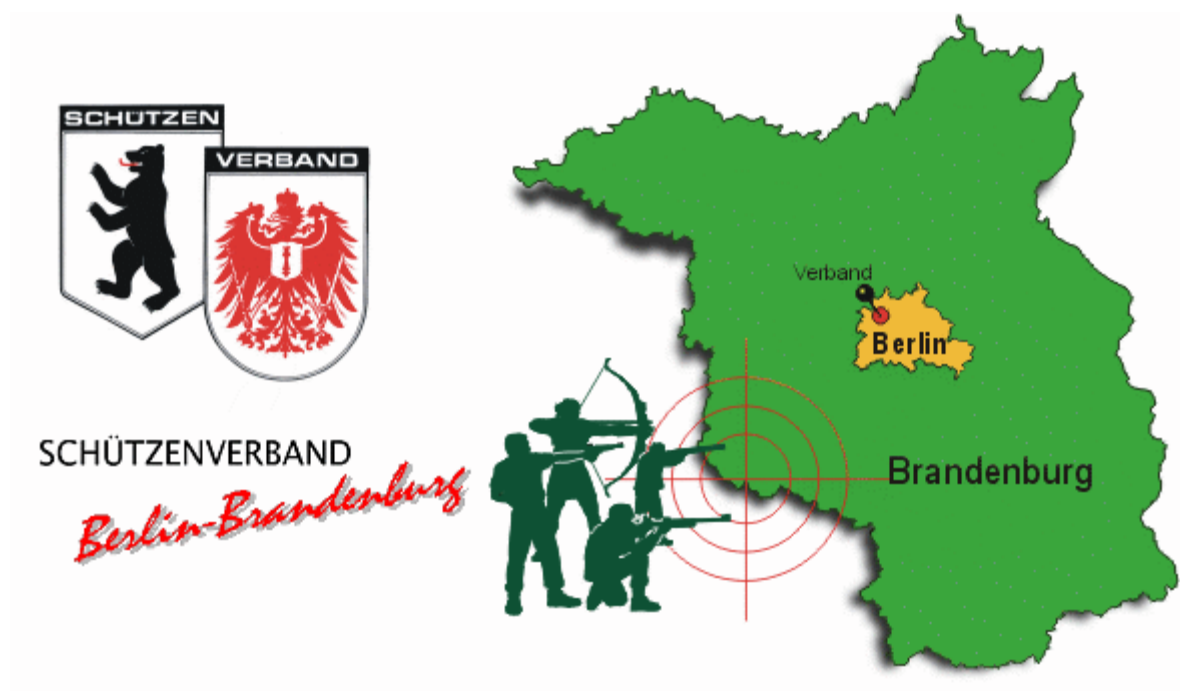 SCHÜTZEN
VERBAND
SCHÜTZENVERBAND
Berlin-Brandenburg
Verband
Berlin
Brandenburg